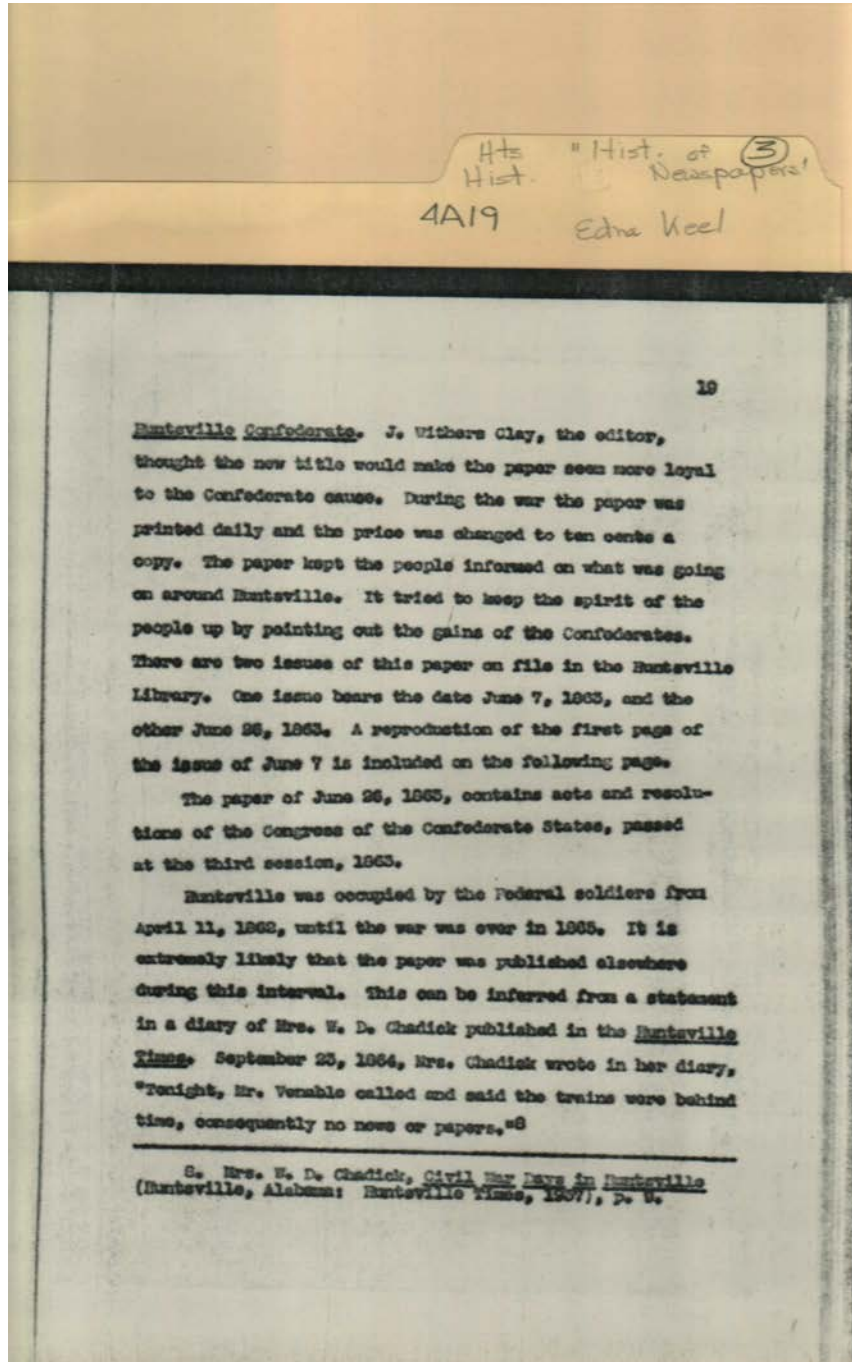 Hts "Hist. of 3
Hist. Newspapers"
4A19 Edna Keel
19
Huntsville Confederate. J. Withers Clay, the editor,
thought the new title would make the paper seem more loyal
to the Confederate cause. During the war the paper was
printed daily and the price was changed to ten cents a
copy. The paper kept the people informed on what was going
on around Huntsville. It tried to keep the spirit of the
people up by pointing out the gains of the Confederates.
There are two issues of this paper on file in the Huntsville
Library. One issue bears the date June 7, 1863, and the
other June 26, 1863. A reproduction of the first page of
the issue of June 7 is included on the following page.
The paper of June 26, 1863, contains acts and resolu-
tions of the Congress of the Confederate States, passed
at the third session, 1863.
Huntsville was occupied by the Federal soldiers from
April 11, 1862, until the war was over in 1865. It is
extremely likely that the paper was published elsewhere
during this interval. This can be inferred from a statement
in a diary of Mrs. W. D. Chadick published in the Huntsville
Times. September 23, 1864, Mrs. Chadick wrote in her diary,
"Tonight, Mr. Venable called and said the trains were behind
time, consequently no news or papers."8
8. Mrs. W. D. Chadick, Civil War Days in Huntsville
(Huntsville, Alabama: Huntsville Times, 1937), p.